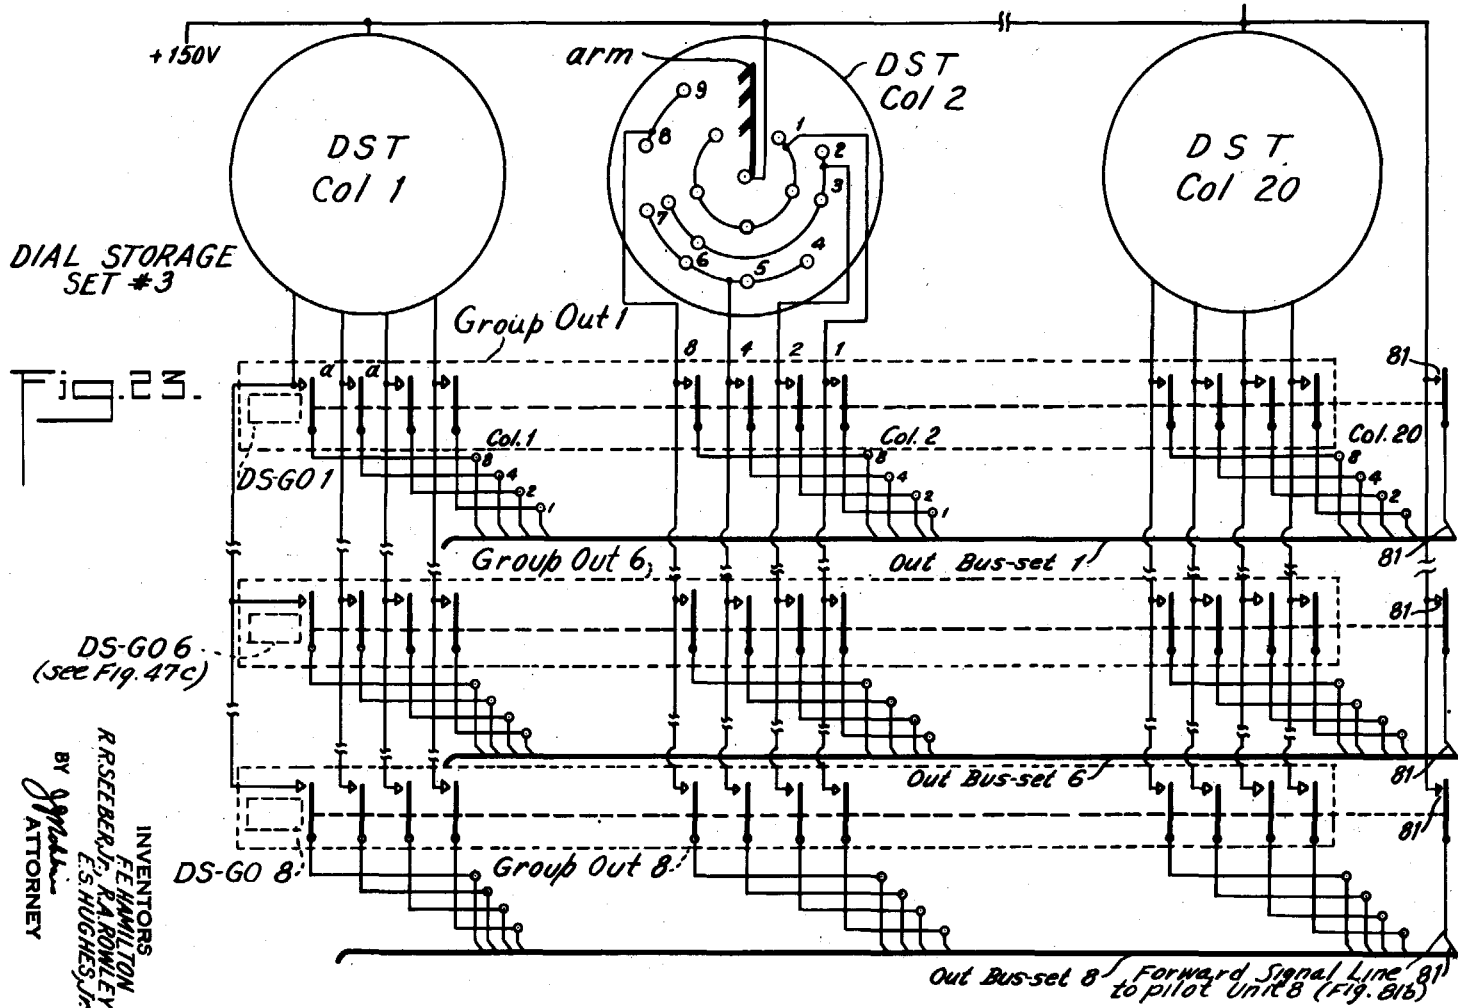 +150V
arm
DST
Col 2
DST
Col 1
9
8
1
2
3
7
6
5
4
DST
Col 20
DIAL STORAGE
SET #3
Group Out 1
8 4 2 1
81
Fig. 23.
a a
DS-GO 1
Col. 1
8
4
2
1
Col. 2
8
4
2
1
Col. 20
8
4
2
Out Bus-set 1
81
Group Out 6
81
DS-GO 6
(see Fig. 47c)
Out Bus-set 6
81
81
DS-GO 8
Group Out 8
Out Bus-set 8
Forward Signal Line
to pilot Unit 8 (Fig. 81b)
81
INVENTORS
F.E. HAMILTON
R.R. SEEBER, Jr., R.A. ROWLEY
E.S. HUGHES, Jr.
BY
ATTORNEY